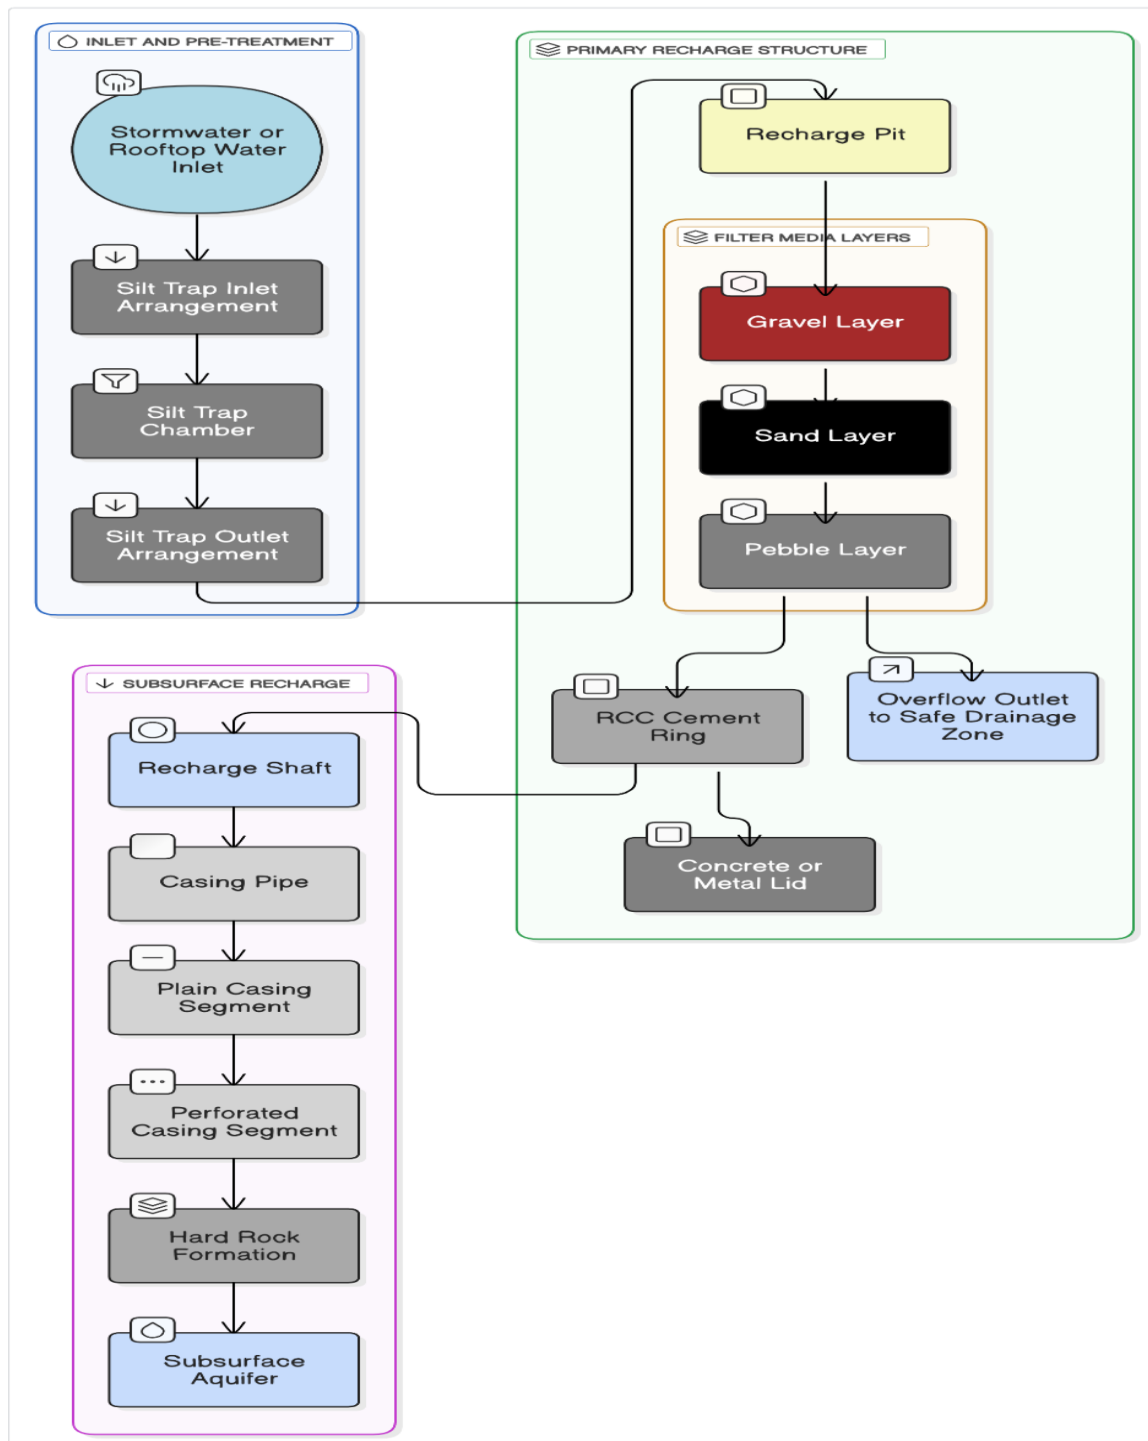 INLET AND PRE-TREATMENT
Stormwater or
Rooftop Water
Inlet
Silt Trap Inlet
Arrangement
Silt Trap
Chamber
Silt Trap Outlet
Arrangement
PRIMARY RECHARGE STRUCTURE
Recharge Pit
FILTER MEDIA LAYERS
Gravel Layer
Sand Layer
Pebble Layer
RCC Cement
Ring
Overflow Outlet
to Safe Drainage
Zone
Concrete or
Metal Lid
SUBSURFACE RECHARGE
Recharge Shaft
Casing Pipe
Plain Casing
Segment
Perforated
Casing Segment
Hard Rock
Formation
Subsurface
Aquifer